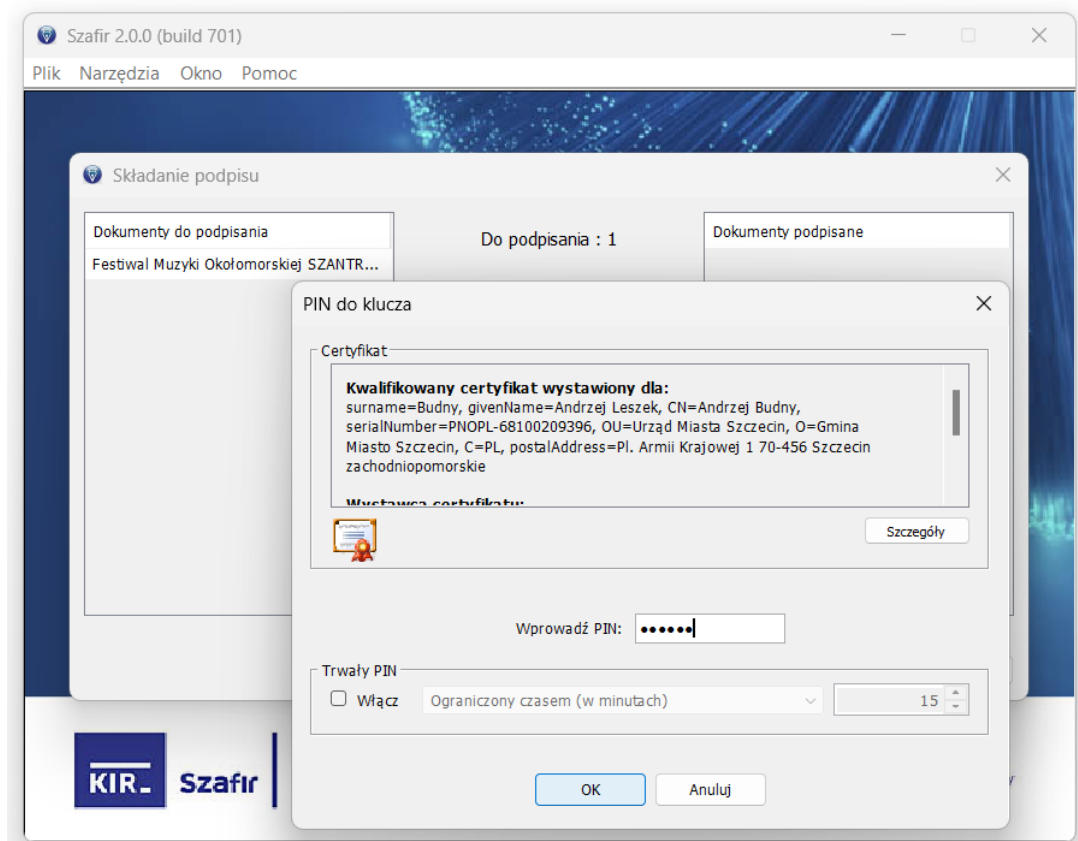 Szafir 2.0.0 (build 701)
Plik Narzędzia Okno Pomoc
Składanie podpisu
Dokumenty do podpisania
Do podpisania : 1
Dokumenty podpisane
Festiwal Muzyki Okołomorskiej SZANTR...
PIN do klucza
Certyfikat
Kwalifikowany certyfikat wystawiony dla:
surname=Budny, givenName=Andrzej Leszek, CN=Andrzej Budny,
serialNumber=PNOPL-68100209396, OU=Urząd Miasta Szczecin, O=Gmina
Miasto Szczecin, C=PL, postalAddress=Pl. Armii Krajowej 1 70-456 Szczecin
zachodniopomorskie
Wystawca certyfikatu:
Szczegóły
Wprowadź PIN: ••••••
Trwały PIN
Włącz Ograniczony czasem (w minutach) 15
OK Anuluj
KIR Szafir